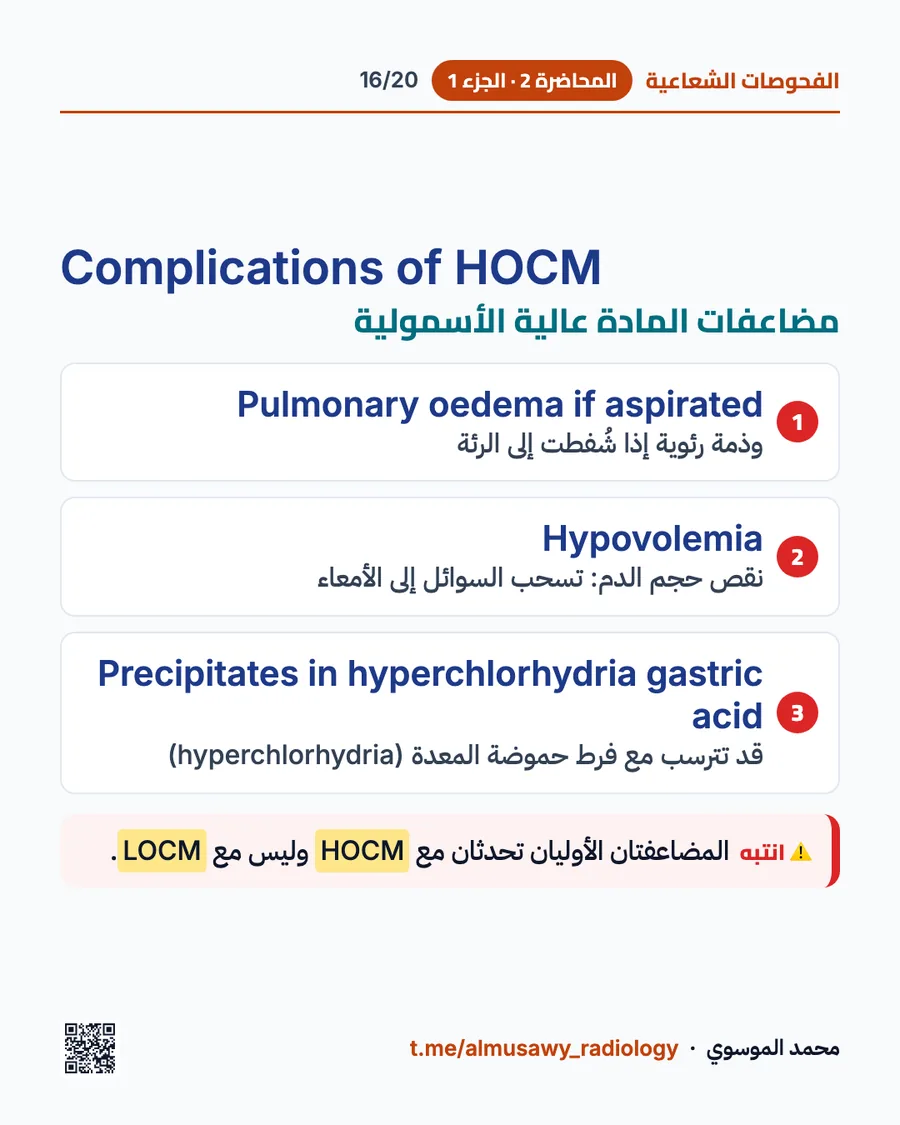 الفحوصات الشعاعية المحاضرة 2 · الجزء 1 16/20
Complications of HOCM
مضاعفات المادة عالية الأسمولية
1
Pulmonary oedema if aspirated
وذمة رئوية إذا شُفطت إلى الرئة
2
Hypovolemia
نقص حجم الدم: تسحب السوائل إلى الأمعاء
3
Precipitates in hyperchlorhydria gastric
acid
قد تترسب مع فرط حموضة المعدة (hyperchlorhydria)
⚠️ انتبه المضاعفتان الأوليان تحدثان مع HOCM وليس مع LOCM.
محمد الموسوي · t.me/almusawy_radiology